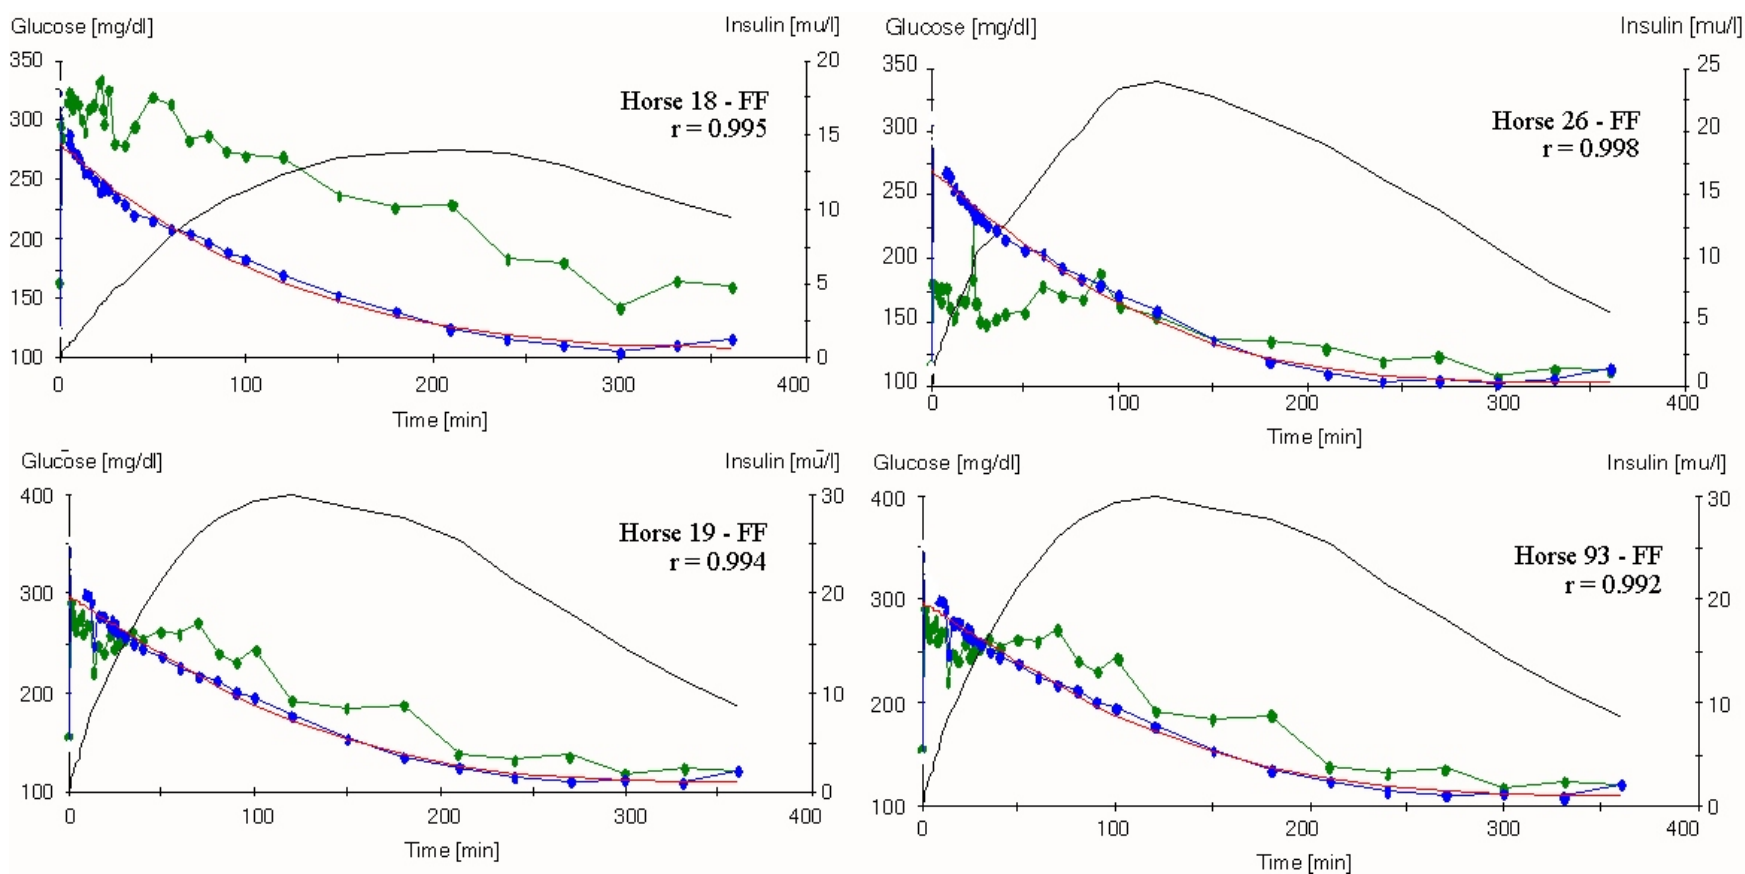 Glucose [mg/dl] Insulin [mu/l]
350 20
Horse 18 - FF
r = 0.995
300 15
250
200 10
150 5
100 0
0 100 200 300 400
Time [min]
Glucose [mg/dl] Insulin [mu/l]
350 25
Horse 26 - FF
r = 0.998
300 20
250 15
200 10
150 5
100 0
0 100 200 300 400
Time [min]
Glucose [mg/dl] Insulin [mu/l]
400 30
Horse 19 - FF
r = 0.994
300 20
200 10
100 0
0 100 200 300 400
Time [min]
Glucose [mg/dl] Insulin [mu/l]
400 30
Horse 93 - FF
r = 0.992
300 20
200 10
100 0
0 100 200 300 400
Time [min]